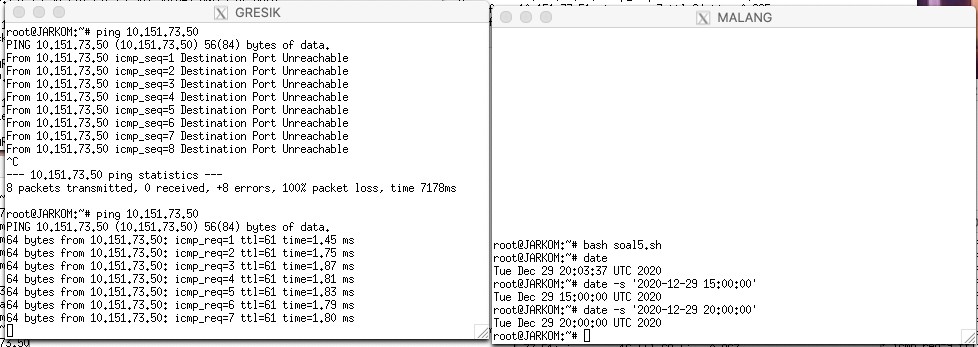 GRESIK
root@JARKOM:~# ping 10.151.73.50
PING 10.151.73.50 (10.151.73.50) 56(84) bytes of data.
From 10.151.73.50 icmp_seq=1 Destination Port Unreachable
From 10.151.73.50 icmp_seq=2 Destination Port Unreachable
From 10.151.73.50 icmp_seq=3 Destination Port Unreachable
From 10.151.73.50 icmp_seq=4 Destination Port Unreachable
From 10.151.73.50 icmp_seq=5 Destination Port Unreachable
From 10.151.73.50 icmp_seq=6 Destination Port Unreachable
From 10.151.73.50 icmp_seq=7 Destination Port Unreachable
From 10.151.73.50 icmp_seq=8 Destination Port Unreachable
^C
--- 10.151.73.50 ping statistics ---
8 packets transmitted, 0 received, +8 errors, 100% packet loss, time 7178ms
root@JARKOM:~# ping 10.151.73.50
PING 10.151.73.50 (10.151.73.50) 56(84) bytes of data.
64 bytes from 10.151.73.50: icmp_req=1 ttl=61 time=1.45 ms
64 bytes from 10.151.73.50: icmp_req=2 ttl=61 time=1.75 ms
64 bytes from 10.151.73.50: icmp_req=3 ttl=61 time=1.87 ms
64 bytes from 10.151.73.50: icmp_req=4 ttl=61 time=1.81 ms
64 bytes from 10.151.73.50: icmp_req=5 ttl=61 time=1.83 ms
64 bytes from 10.151.73.50: icmp_req=6 ttl=61 time=1.79 ms
64 bytes from 10.151.73.50: icmp_req=7 ttl=61 time=1.80 ms
MALANG
root@JARKOM:~# bash soal5.sh
root@JARKOM:~# date
Tue Dec 29 20:03:37 UTC 2020
root@JARKOM:~# date -s '2020-12-29 15:00:00'
Tue Dec 29 15:00:00 UTC 2020
root@JARKOM:~# date -s '2020-12-29 20:00:00'
Tue Dec 29 20:00:00 UTC 2020
root@JARKOM:~#